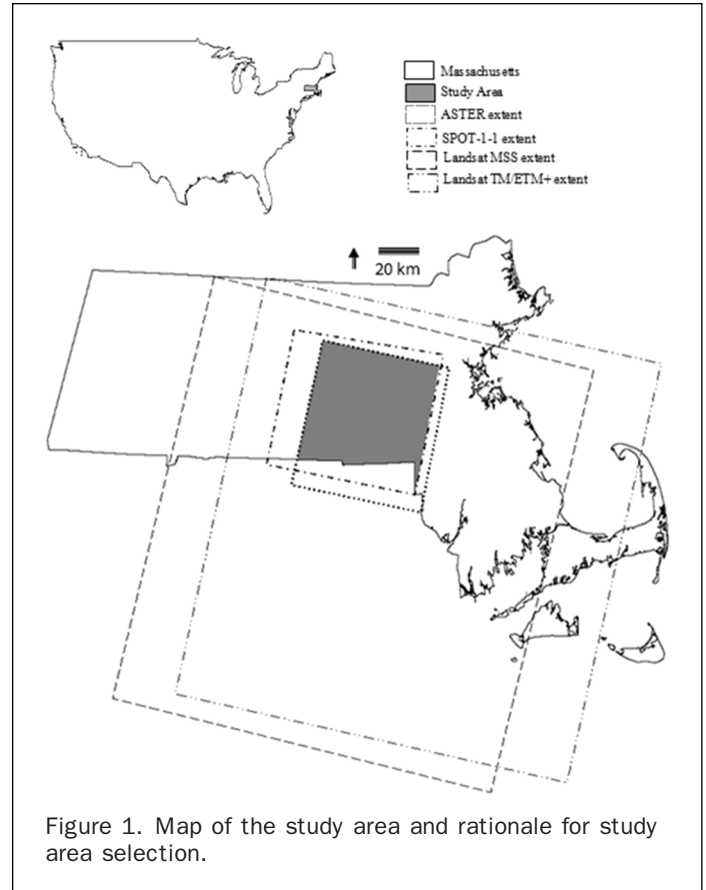 Massachusetts
Study Area
ASTER extent
SPOT-1-1 extent
Landsat MSS extent
Landsat TM/ETM+ extent
20 km
Figure 1. Map of the study area and rationale for study
area selection.